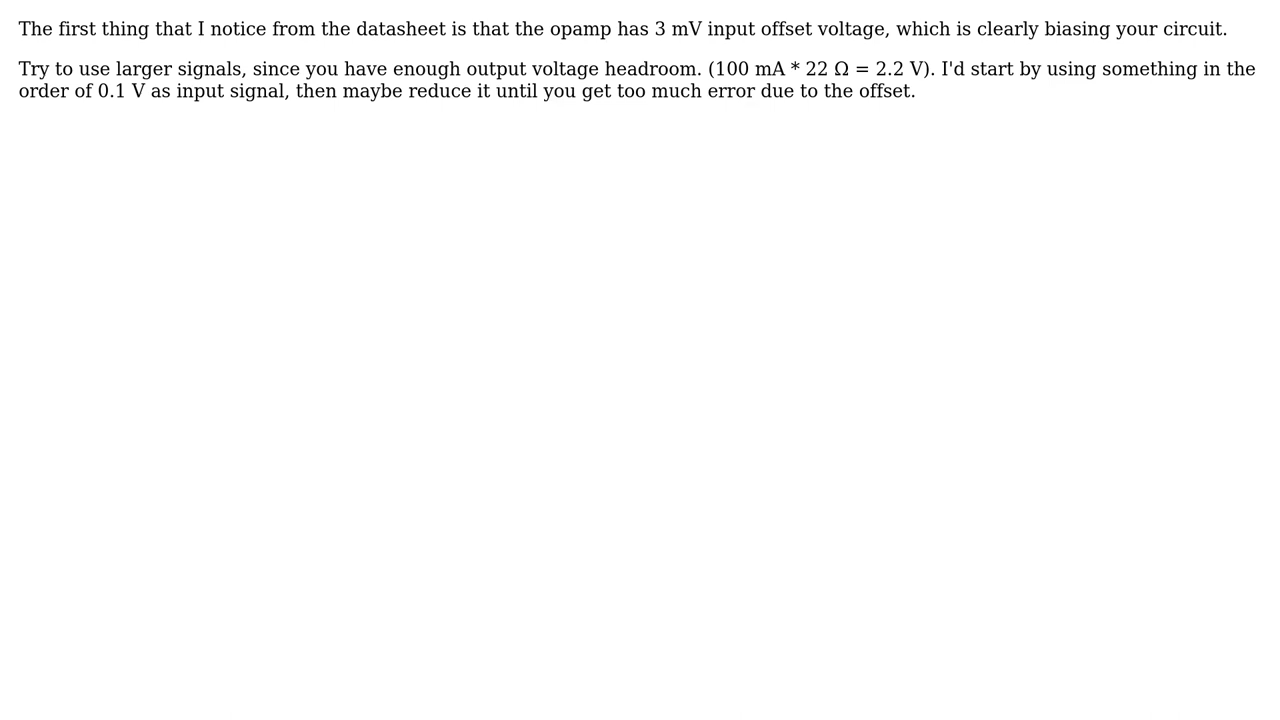 The first thing that I notice from the datasheet is that the opamp has 3 mV input offset voltage, which is clearly biasing your circuit.
Try to use larger signals, since you have enough output voltage headroom. (100 mA * 22 Ω = 2.2 V). I'd start by using something in the
order of 0.1 V as input signal, then maybe reduce it until you get too much error due to the offset.